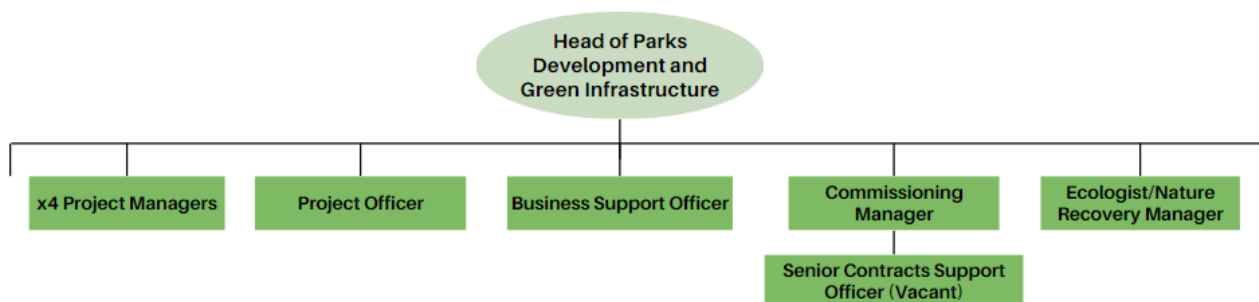 Head of Parks
Development and
Green Infrastructure
x4 Project Managers
Project Officer
Business Support Officer
Commissioning
Manager
Ecologist/Nature
Recovery Manager
Senior Contracts Support
Officer (Vacant)